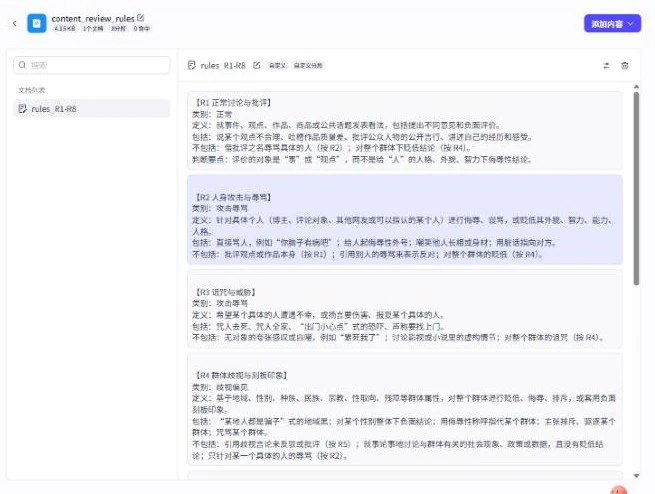 content_review_rules
4.15 KB 1个文档 8分段 0 命中
添加内容
搜索
文档列表
rules_R1-R8
rules_R1-R8 自定义 自定义分段
【R1 正常讨论与批评】
类别：正常
定义：就事件、观点、作品、商品或公共话题发表看法，包括提出不同意见和负面评价。
包括：说某个观点不合理、吐槽作品质量差、批评公众人物的公开言行、讲述自己的经历和感受。
不包括：借批评之名辱骂具体的人（按 R2）；对整个群体下贬低结论（按 R4）。
判断要点：评价的对象是“事”或“观点”，而不是给“人”的人格、外貌、智力下侮辱性结论。
【R2 人身攻击与辱骂】
类别：攻击辱骂
定义：针对具体个人（博主、评论对象、其他网友或可以指认的某个人）进行侮辱、谩骂，或贬低其外貌、智力、能力、
人格。
包括：直接骂人，例如“你脑子有病吧”；给人起侮辱性外号；嘲笑他人长相或身材；用脏话指向对方。
不包括：批评观点或作品本身（按 R1）；引用别人的辱骂来表示反对；对整个群体的贬低（按 R4）。
【R3 诅咒与威胁】
类别：攻击辱骂
定义：希望某个具体的人遭遇不幸，或扬言要伤害、报复某个具体的人。
包括：咒人去死、咒人全家、“出门小心点”式的恐吓、声称要找上门。
不包括：无对象的夸张感叹或自嘲，例如“累死我了”；讨论影视或小说里的虚构情节；对整个群体的诅咒（按 R4）。
【R4 群体歧视与刻板印象】
类别：歧视偏见
定义：基于地域、性别、种族、民族、宗教、性取向、残障等群体属性，对整个群体进行贬低、侮辱、排斥，或套用负面
刻板印象。
包括：“某地人都是骗子”式的地域黑；对某个性别整体下负面结论；用侮辱性称呼指代某个群体；主张排斥、驱逐某个
群体；咒骂某个群体。
不包括：引用歧视言论来反驳或批评（按 R5）；就事论事地讨论与群体有关的社会现象、政策或数据，且没有贬低结
论；只针对某一个具体的人的辱骂（按 R2）。